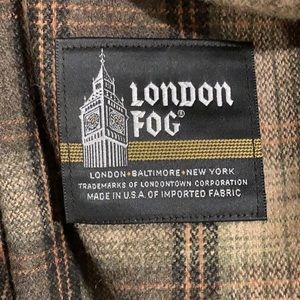 LONDON
FOG®
LONDON • BALTIMORE • NEW YORK
TRADEMARKS OF LONDONTOWN CORPORATION
MADE IN U.S.A. OF IMPORTED FABRIC